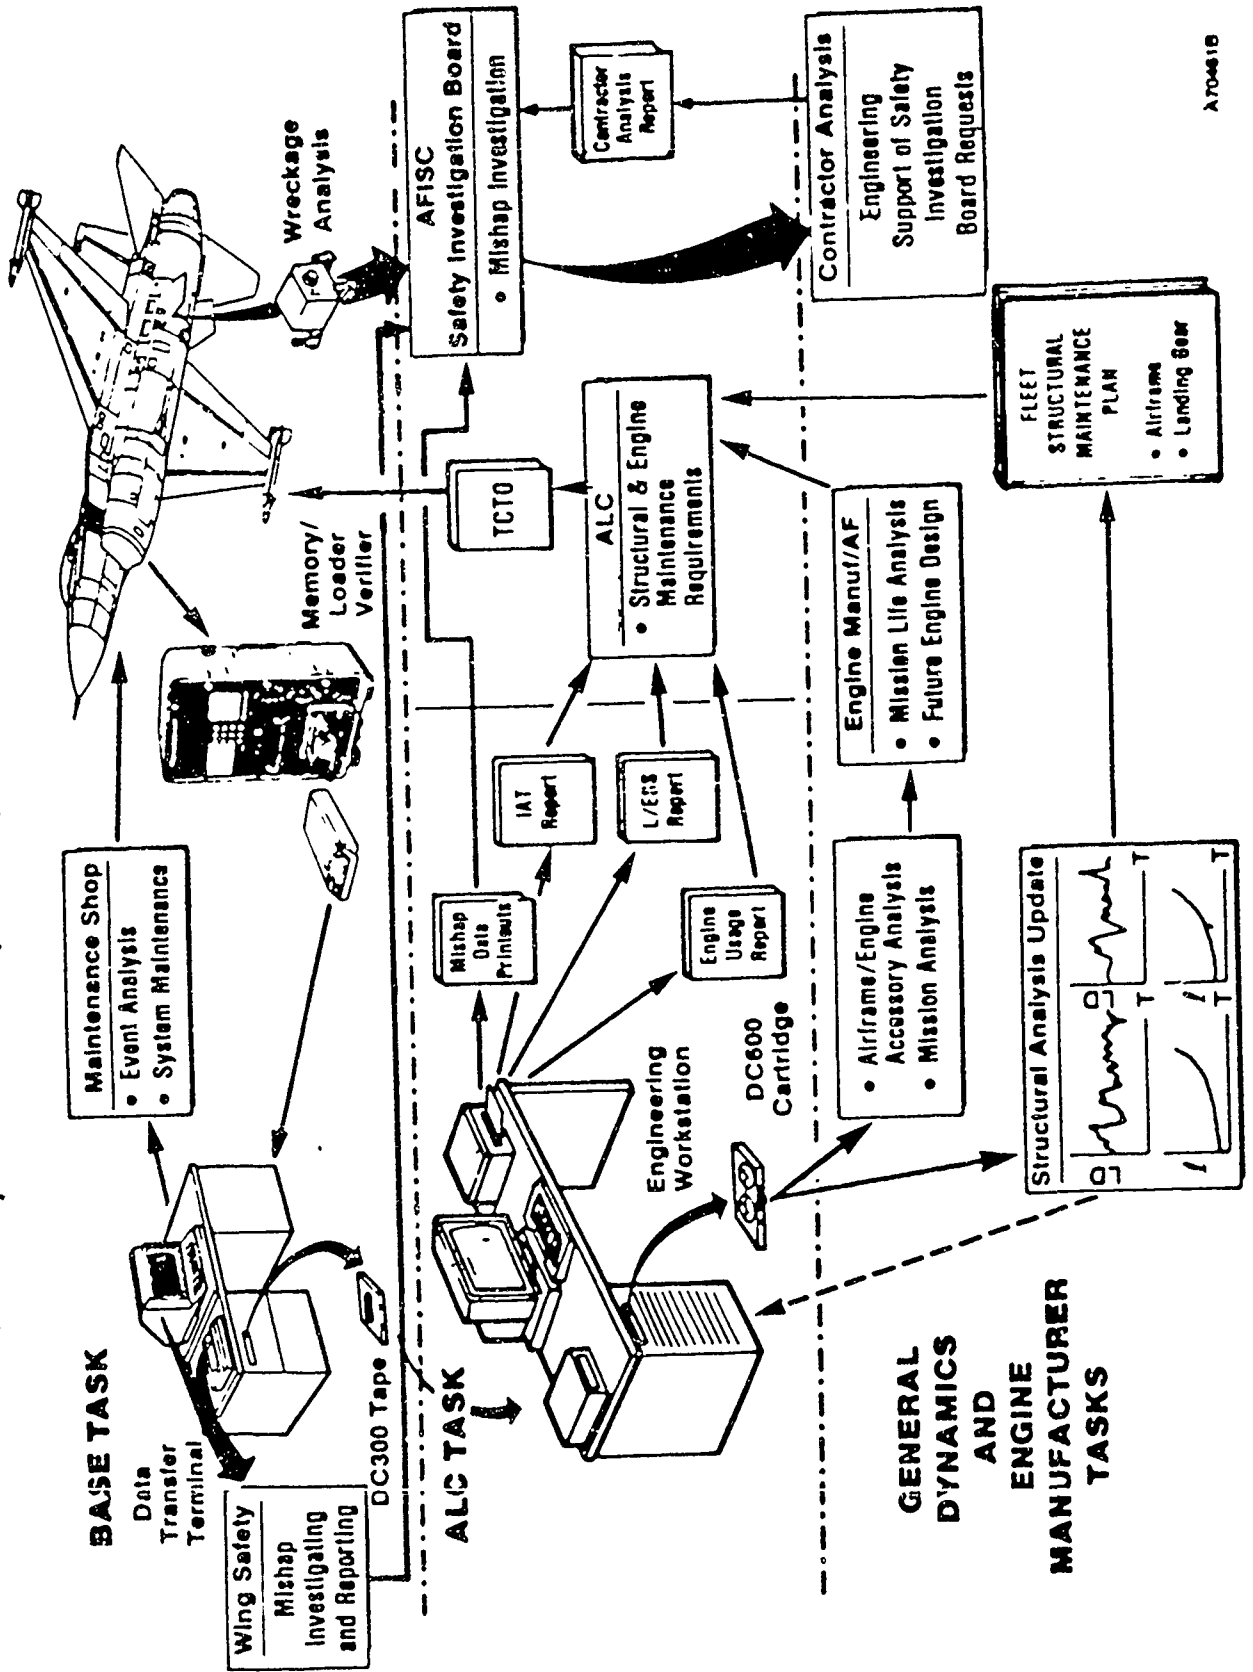 BASE TASK
Data
Transfer
Terminal
Wing Safety
Mishap
Investigating
and Reporting
DC300 Tape
Maintenance Shop
• Event Analysis
• System Maintenance
Memory/
Loader
Verifier
Wreckage
Analysis
ALC TASK
Engineering
Workstation
DC600
Cartridge
Mishap
Data
Printouts
IAT
Report
L/ESS
Report
Engine
Usage
Report
TCTO
ALC
• Structural & Engine
Maintenance
Requirements
AFISC
Safety Investigation Board
• Mishap Investigation
Contractor
Analysis
Report
GENERAL
DYNAMICS
AND
ENGINE
MANUFACTURER
TASKS
• Airframe/Engine
Accessory Analysis
• Mission Analysis
Engine Manuf/AF
• Mission Life Analysis
• Future Engine Design
Contractor Analysis
Engineering
Support of Safety
Investigation
Board Requests
Structural Analysis Update
T
T
l
T
l
T
FLEET
STRUCTURAL
MAINTENANCE
PLAN
• Airframe
• Landing Gear